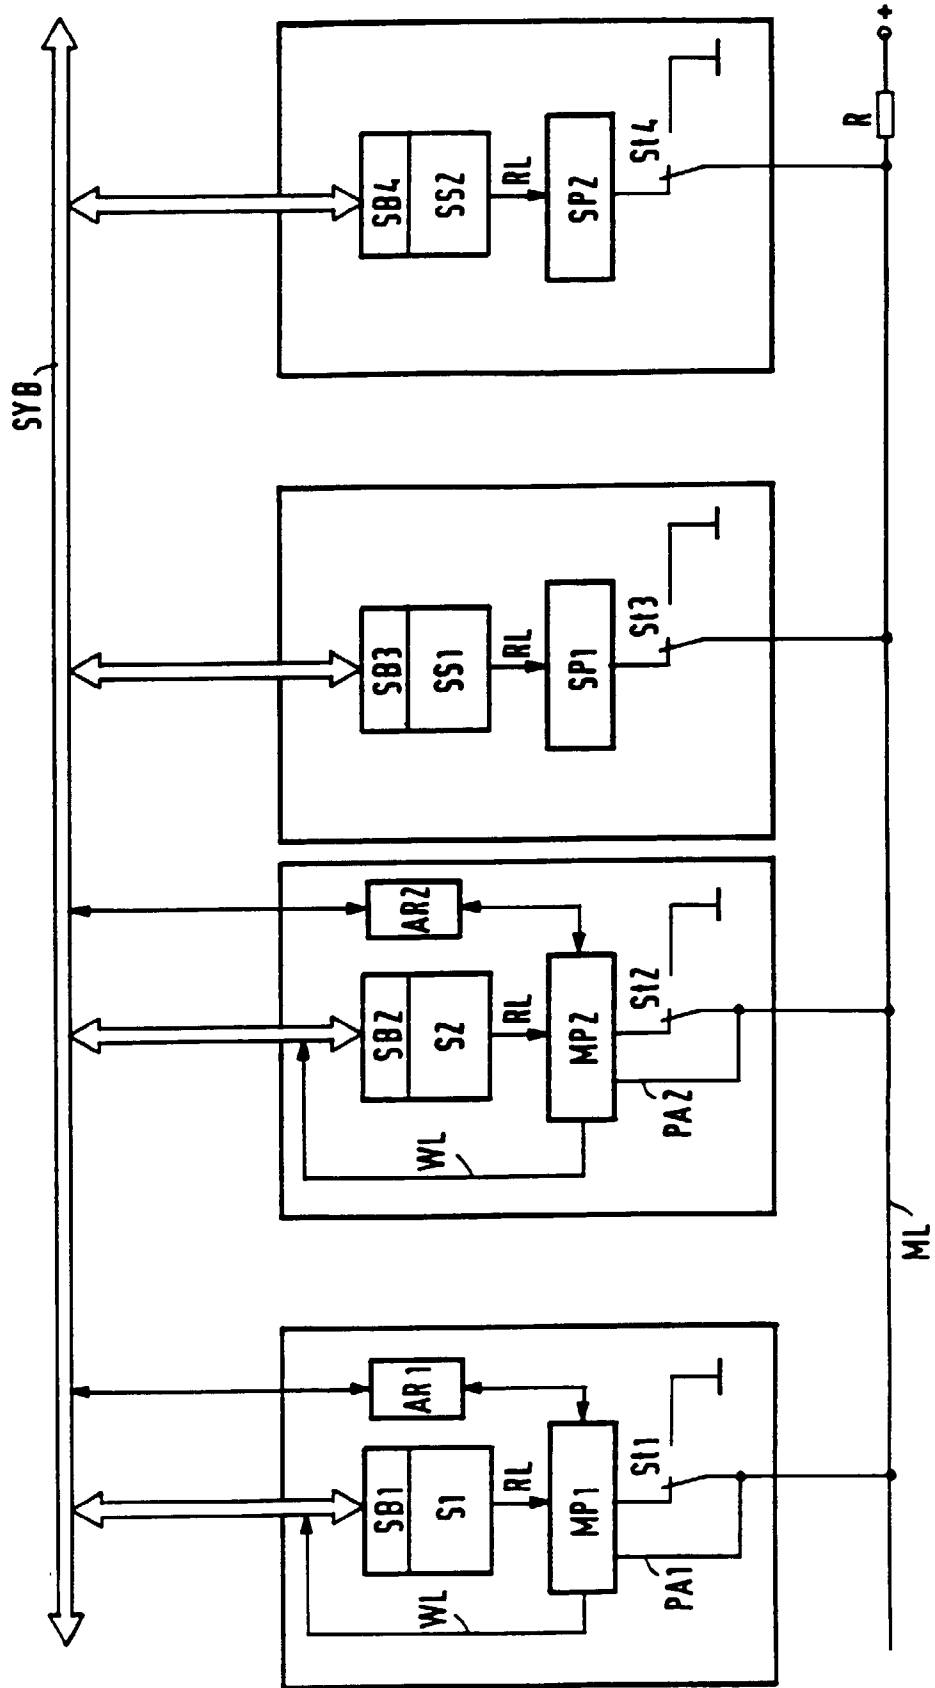 SYB
SB1
S1
RL
WL
AR1
MP1
PA1
St1
SB2
S2
RL
WL
AR2
MP2
PA2
St2
SB3
SS1
RL
SP1
St3
SB4
SS2
RL
SP2
St4
R
+
ML